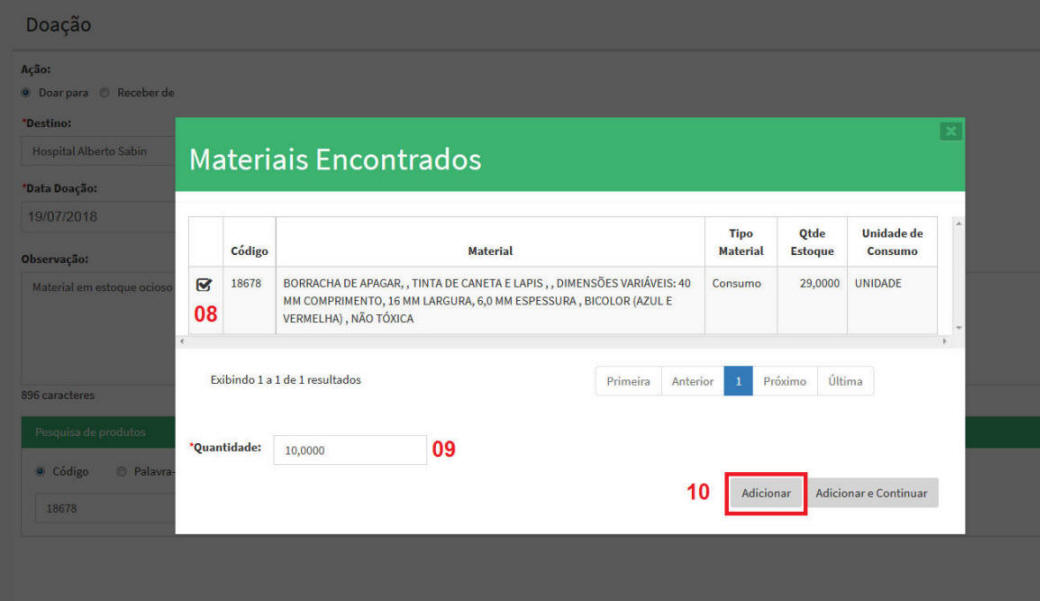 Doação
Ação:
Doar para Receber de
*Destino:
Hospital Alberto Sabin
*Data Doação:
19/07/2018
Observação:
Material em estoque ocioso
896 caracteres
Pesquisa de produtos
Código Palavra-
18678
Materiais Encontrados
Código Material Tipo Material Qtde Estoque Unidade de Consumo
18678 BORRACHA DE APAGAR, , TINTA DE CANETA E LAPIS , , DIMENSÕES VARIÁVEIS: 40 Consumo 29,0000 UNIDADE
MM COMPRIMENTO, 16 MM LARGURA, 6,0 MM ESPESSURA , BICOLOR (AZUL E
VERMELHA) , NÃO TÓXICA
08
Exibindo 1 a 1 de 1 resultados
Primeira Anterior 1 Próximo Última
*Quantidade: 10,0000 09
10 Adicionar Adicionar e Continuar